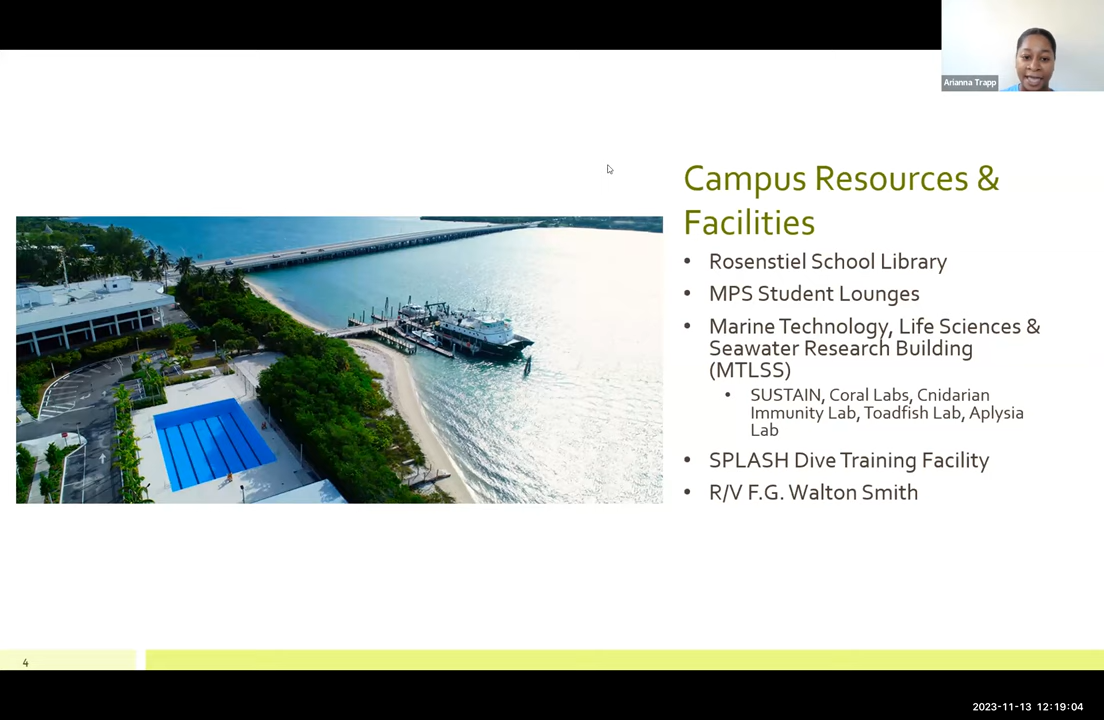 Arianna Trapp
Campus Resources &
Facilities
• Rosenstiel School Library
• MPS Student Lounges
• Marine Technology, Life Sciences &
Seawater Research Building
(MTLSS)
• SUSTAIN, Coral Labs, Cnidarian
Immunity Lab, Toadfish Lab, Aplysia
Lab
• SPLASH Dive Training Facility
• R/V F.G. Walton Smith
4
2023-11-13 12:19:04